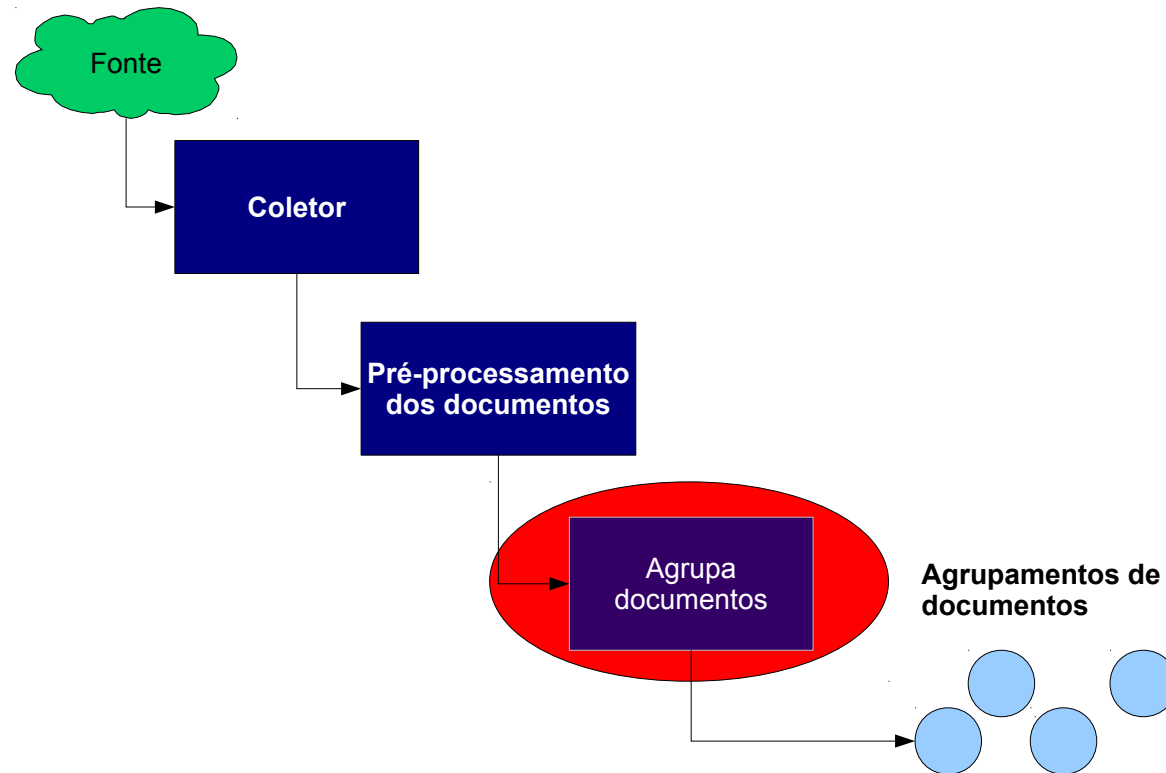 Fonte
Coletor
Pré-processamento
dos documentos
Agrupa
documentos
Agrupamentos de
documentos